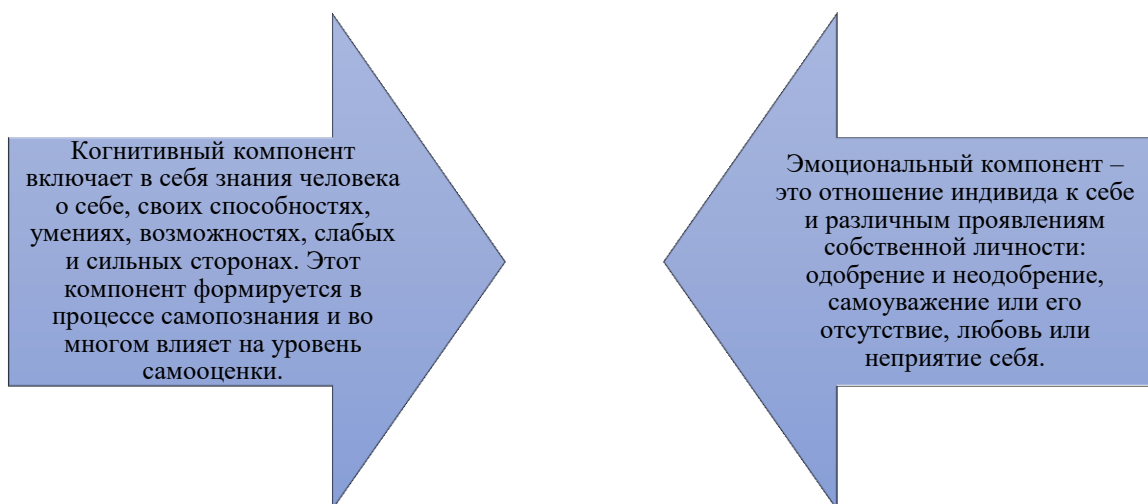 Когнитивный компонент
включает в себя знания человека
о себе, своих способностях,
умениях, возможностях, слабых
и сильных сторонах. Этот
компонент формируется в
процессе самопознания и во
многом влияет на уровень
самооценки.
Эмоциональный компонент –
это отношение индивида к себе
и различным проявлениям
собственной личности:
одобрение и неодобрение,
самоуважение или его
отсутствие, любовь или
неприятие себя.